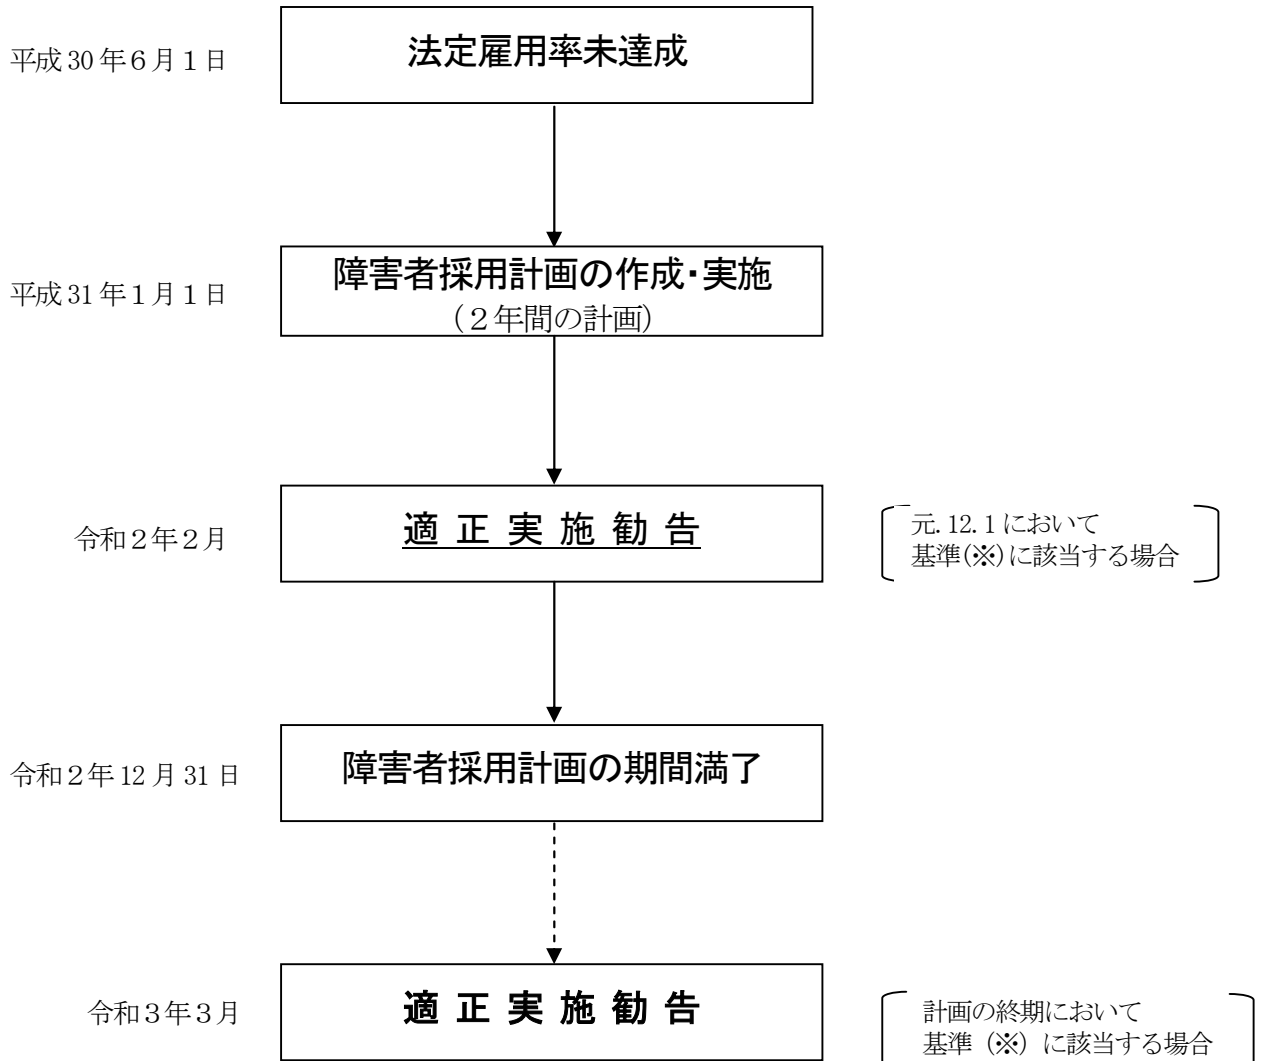 平成30年6月1日
法定雇用率未達成
平成31年1月1日
障害者採用計画の作成・実施
（２年間の計画）
令和２年２月
適 正 実 施 勧 告
元.12.1において
基準(※)に該当する場合
令和２年12月31日
障害者採用計画の期間満了
令和３年３月
適 正 実 施 勧 告
計画の終期において
基準（※）に該当する場合